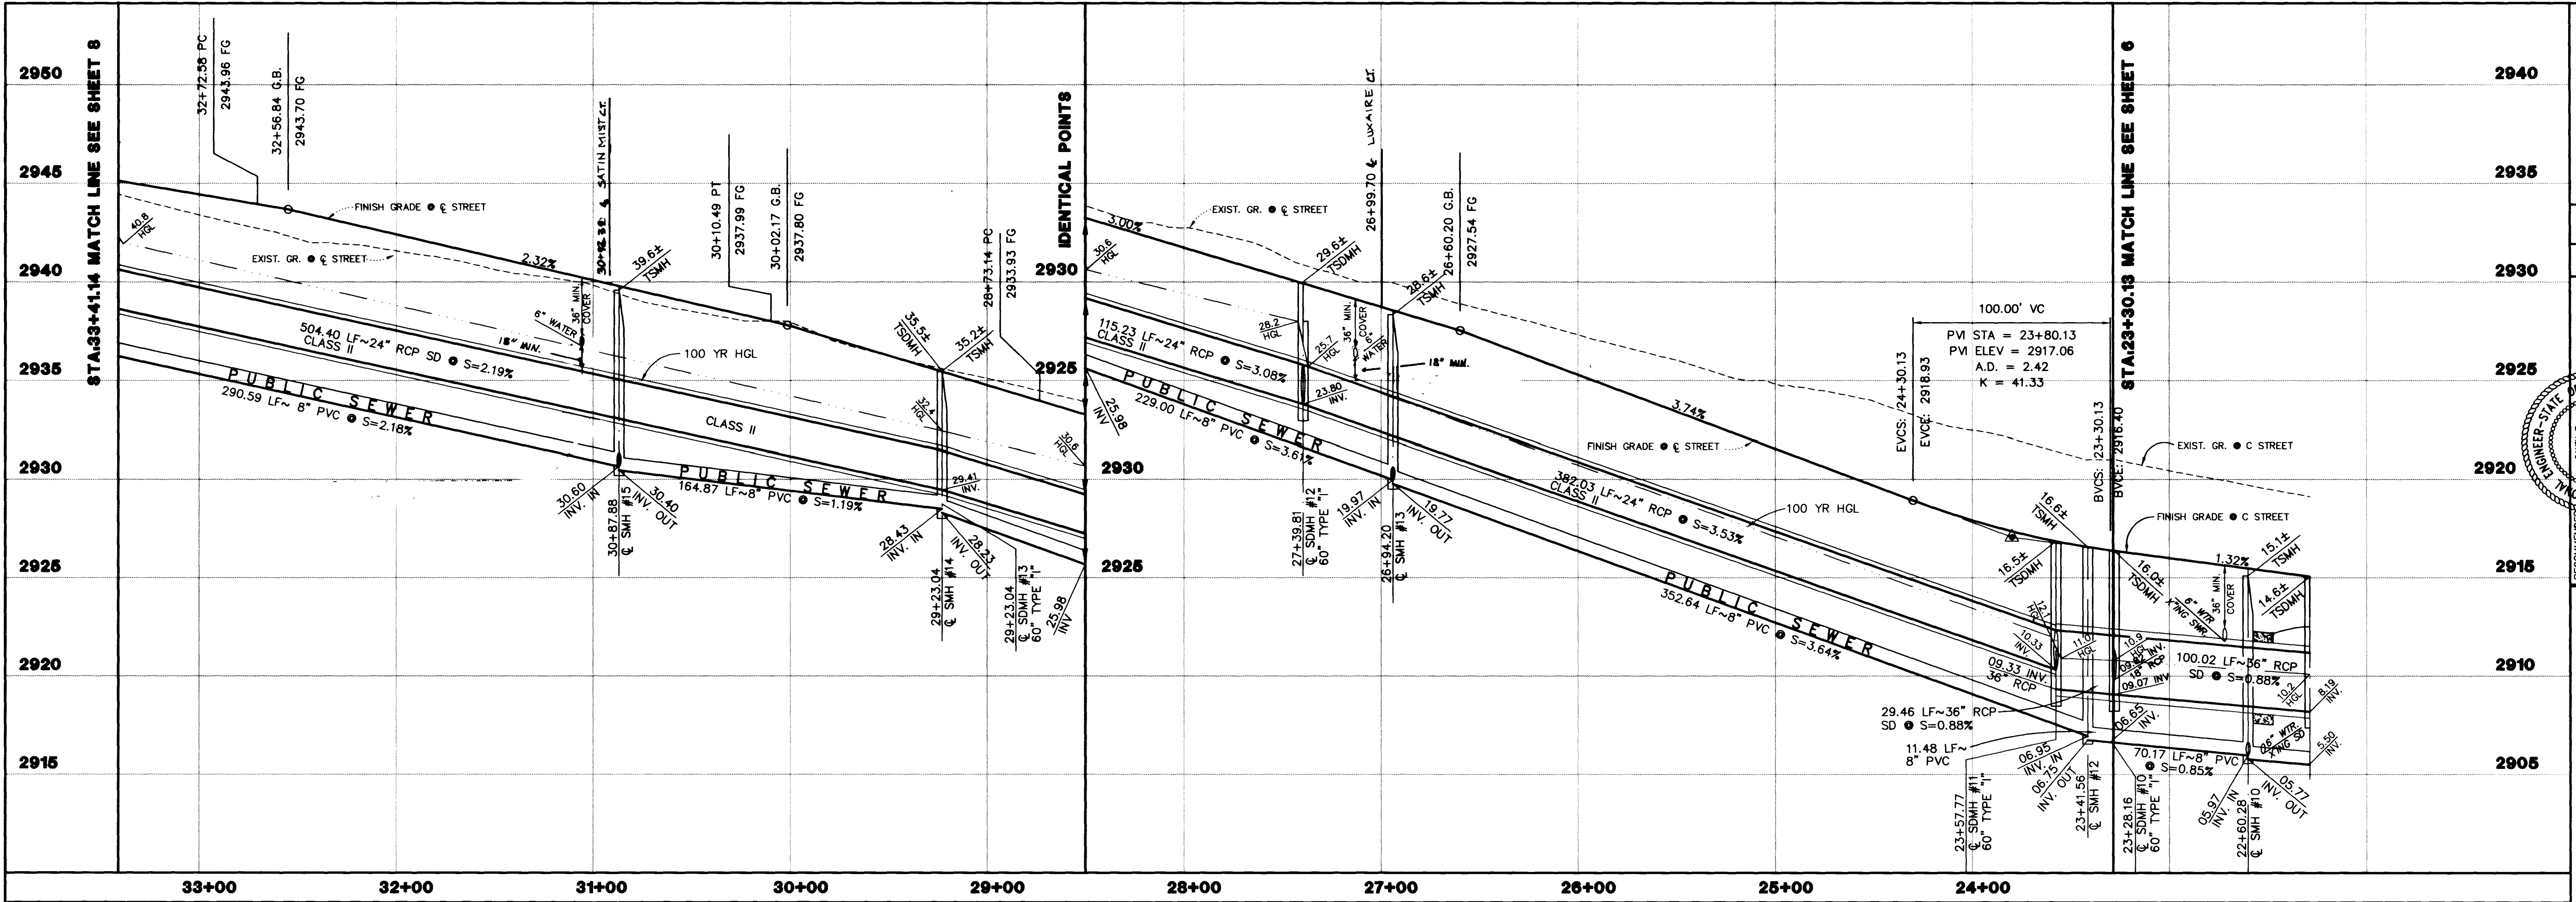 2950
2945
2940
2935
2930
2925
2920
2915
STA.33+41.14 MATCH LINE SEE SHEET 8
32+72.58 PC
2943.96 FG
32+56.84 G.B.
2943.70 FG
FINISH GRADE @ ℄ STREET
40.8
HGL
EXIST. GR. @ ℄ STREET
2.32%
℄ SATIN MIST CT.
39.6±
TSMH
36" MIN.
COVER
6" WATER
18" MIN.
504.40 LF~24" RCP SD @ S=2.19%
CLASS II
100 YR HGL
PUBLIC SEWER
290.59 LF~ 8" PVC @ S=2.18%
CLASS II
30.60
INV. IN
30.40
INV. OUT
30+87.88
℄ SMH #15
PUBLIC SEWER
164.87 LF~8" PVC @ S=1.19%
30+10.49 PT
2937.99 FG
30+02.17 G.B.
2937.80 FG
35.5±
TSDMH
35.2±
TSMH
32.4
HGL
29.41
INV.
28.43
INV. IN
28.23
INV. OUT
29+23.04
℄ SMH #14
29+23.04
℄ SDMH #13
60" TYPE "I"
28+73.14 PC
2933.93 FG
30.6
HGL
25.98
INV
IDENTICAL POINTS
2930
2925
2930
2925
3.00%
30.6
HGL
25.98
INV
EXIST. GR. @ ℄ STREET
29.6±
TSDMH
28.2
HGL
25.7
HGL
36" MIN.
COVER
6"
WATER
18" MIN.
115.23 LF~24" RCP @ S=3.08%
CLASS II
23.80
INV.
PUBLIC SEWER
229.00 LF~8" PVC @ S=3.61%
27+39.81
℄ SDMH #12
60" TYPE "I"
26+99.70 ℄ LUXAIRE CT.
28.6±
TSMH
26+60.20 G.B.
2927.54 FG
19.97
INV. IN
19.77
INV. OUT
26+94.20
℄ SMH #13
3.74%
FINISH GRADE @ ℄ STREET
382.03 LF~24" RCP @ S=3.53%
CLASS II
100 YR HGL
PUBLIC SEWER
352.64 LF~8" PVC @ S=3.64%
100.00' VC
PVI STA = 23+80.13
PVI ELEV = 2917.06
A.D. = 2.42
K = 41.33
EVCS: 24+30.13
EVCE: 2918.93
BVCS: 23+30.13
BVCE: 2916.40
STA.23+30.13 MATCH LINE SEE SHEET 6
16.6±
TSMH
16.5±
TSDMH
12.1
HGL
10.33
INV.
09.33 INV.
36" RCP
11.0
HGL
10.9
HGL
18" RCP
09.07 INV
29.46 LF~36" RCP
SD @ S=0.88%
11.48 LF~
8" PVC
06.95
INV. IN
06.75
INV. OUT
06.65
INV.
23+57.77
℄ SDMH #11
60" TYPE "I"
23+41.56
℄ SMH #12
23+28.16
℄ SDMH #10
60" TYPE "I"
EXIST. GR. @ C STREET
FINISH GRADE @ C STREET
1.32%
16.0±
TSDMH
15.1±
TSMH
14.6±
TSDMH
6" WTR
X'ING SWR
36" MIN.
COVER
100.02 LF~36" RCP
SD @ S=0.88%
10.2
HGL
8.19
INV.
6" WTR.
X'ING SD
5.50
INV.
70.17 LF~8" PVC
@ S=0.85%
05.97
INV. IN
05.77
INV. OUT
22+60.28
℄ SMH #10
2940
2935
2930
2925
2920
2915
2910
2905
33+00
32+00
31+00
30+00
29+00
28+00
27+00
26+00
25+00
24+00